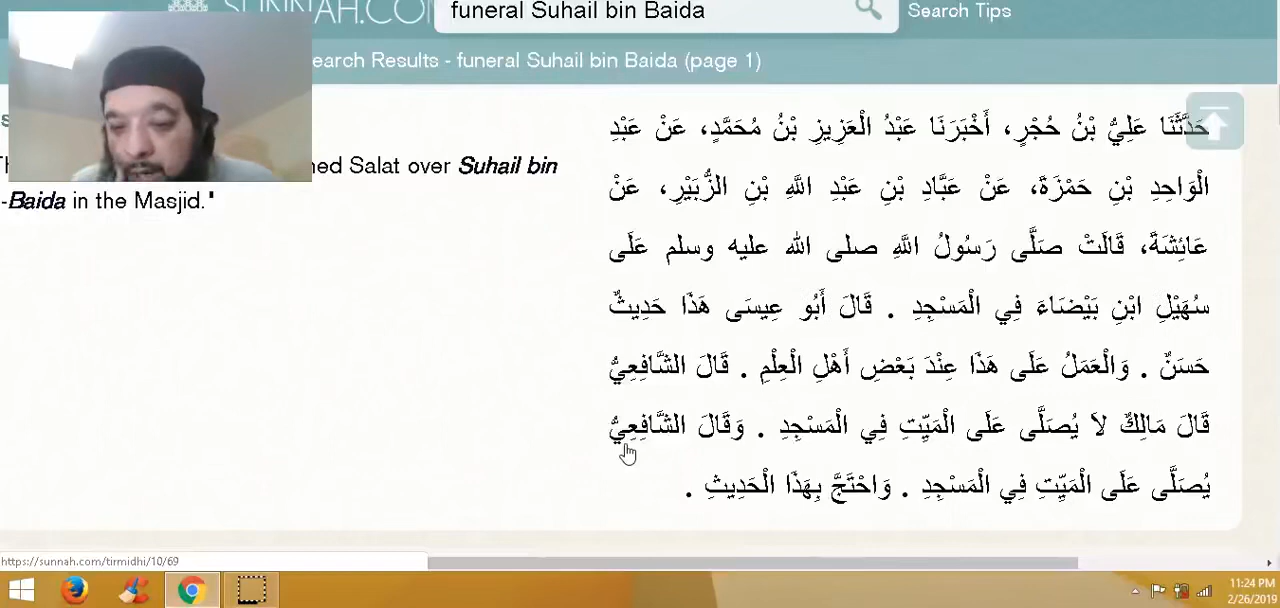 SUNNAH.CO
funeral Suhail bin Baida
Search Tips
earch Results - funeral Suhail bin Baida (page 1)
حَدَّثَنَا عَلِيُّ بْنُ حُجْرٍ، أَخْبَرَنَا عَبْدُ الْعَزِيزِ بْنُ مُحَمَّدٍ، عَنْ عَبْدِ
الْوَاحِدِ بْنِ حَمْزَةَ، عَنْ عَبَّادِ بْنِ عَبْدِ اللَّهِ بْنِ الزُّبَيْرِ، عَنْ
عَائِشَةَ، قَالَتْ صَلَّى رَسُولُ اللَّهِ صلى الله عليه وسلم عَلَى
سُهَيْلِ ابْنِ بَيْضَاءَ فِي الْمَسْجِدِ . قَالَ أَبُو عِيسَى هَذَا حَدِيثٌ
حَسَنٌ . وَالْعَمَلُ عَلَى هَذَا عِنْدَ بَعْضِ أَهْلِ الْعِلْمِ . قَالَ الشَّافِعِيُّ
قَالَ مَالِكٌ لاَ يُصَلَّى عَلَى الْمَيِّتِ فِي الْمَسْجِدِ . وَقَالَ الشَّافِعِيُّ
يُصَلَّى عَلَى الْمَيِّتِ فِي الْمَسْجِدِ . وَاحْتَجَّ بِهَذَا الْحَدِيثِ .
ned Salat over Suhail bin
-Baida in the Masjid."
https://sunnah.com/tirmidhi/10/69
11:24 PM
2/26/2019